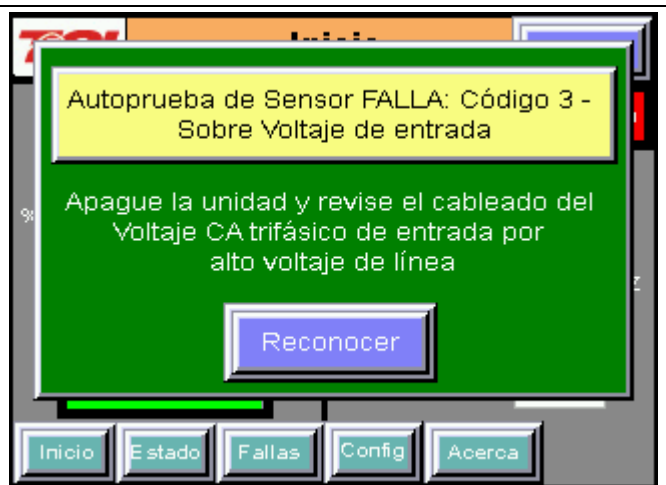 Autoprueba de Sensor FALLA: Código 3 -
Sobre Voltaje de entrada
Apague la unidad y revise el cableado del
Voltaje CA trifásico de entrada por
alto voltaje de línea
%
Reconocer
Inicio Estado Fallas Config Acerca